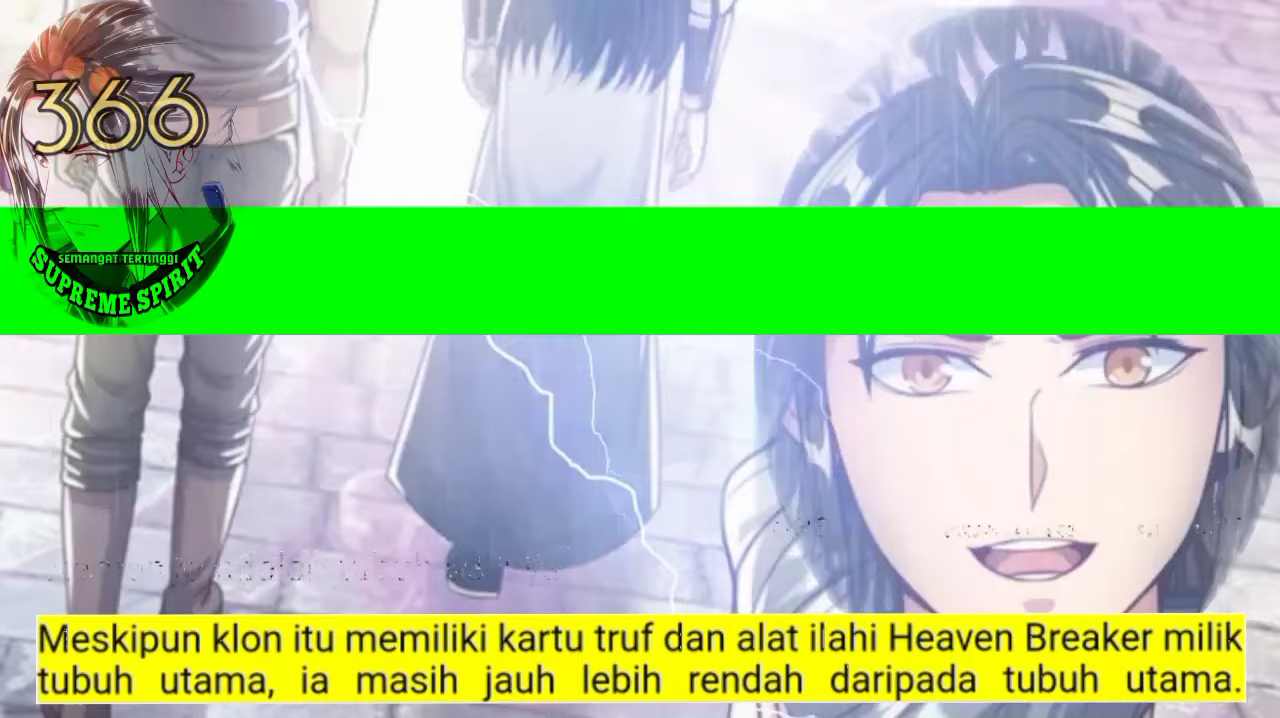 366
SEMANGAT TERTINGGI
SUPREME SPIRIT
Meskipun klon itu memiliki kartu truf dan alat ilahi Heaven Breaker milik
tubuh utama, ia masih jauh lebih rendah daripada tubuh utama.